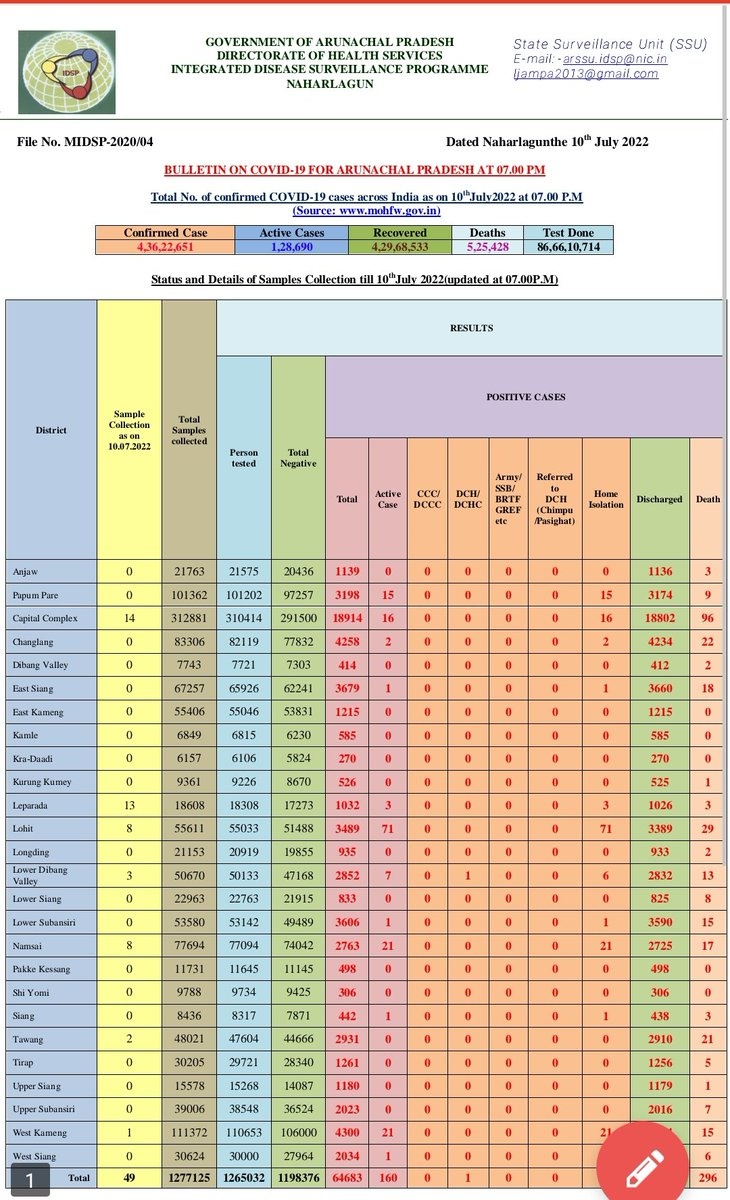 IDSP
GOVERNMENT OF ARUNACHAL PRADESH
DIRECTORATE OF HEALTH SERVICES
INTEGRATED DISEASE SURVEILLANCE PROGRAMME
NAHARLAGUN
State Surveillance Unit (SSU)
E-mail:-arssu.idsp@nic.in
ljampa2013@gmail.com
File No. MIDSP-2020/04 Dated Naharlagunthe 10th July 2022
BULLETIN ON COVID-19 FOR ARUNACHAL PRADESH AT 07.00 PM
Total No. of confirmed COVID-19 cases across India as on 10thJuly2022 at 07.00 P.M
(Source: www.mohfw.gov.in)
Confirmed Case Active Cases Recovered Deaths Test Done
4,36,22,651 1,28,690 4,29,68,533 5,25,428 86,66,10,714
Status and Details of Samples Collection till 10thJuly 2022(updated at 07.00P.M)
District
Sample
Collection
as on
10.07.2022
Total
Samples
collected
RESULTS
Person
tested
Total
Negative
POSITIVE CASES
Total
Active
Case
CCC/
DCCC
DCH/
DCHC
Army/
SSB/
BRTF
GREF
etc
Referred
to
DCH
(Chimpu
/Pasighat)
Home
Isolation
Discharged
Death
Anjaw 0 21763 21575 20436 1139 0 0 0 0 0 0 1136 3
Papum Pare 0 101362 101202 97257 3198 15 0 0 0 0 15 3174 9
Capital Complex 14 312881 310414 291500 18914 16 0 0 0 0 16 18802 96
Changlang 0 83306 82119 77832 4258 2 0 0 0 0 2 4234 22
Dibang Valley 0 7743 7721 7303 414 0 0 0 0 0 0 412 2
East Siang 0 67257 65926 62241 3679 1 0 0 0 0 1 3660 18
East Kameng 0 55406 55046 53831 1215 0 0 0 0 0 0 1215 0
Kamle 0 6849 6815 6230 585 0 0 0 0 0 0 585 0
Kra-Daadi 0 6157 6106 5824 270 0 0 0 0 0 0 270 0
Kurung Kumey 0 9361 9226 8670 526 0 0 0 0 0 0 525 1
Leparada 13 18608 18308 17273 1032 3 0 0 0 0 3 1026 3
Lohit 8 55611 55033 51488 3489 71 0 0 0 0 71 3389 29
Longding 0 21153 20919 19855 935 0 0 0 0 0 0 933 2
Lower Dibang
Valley 3 50670 50133 47168 2852 7 0 1 0 0 6 2832 13
Lower Siang 0 22963 22763 21915 833 0 0 0 0 0 0 825 8
Lower Subansiri 0 53580 53142 49489 3606 1 0 0 0 0 1 3590 15
Namsai 8 77694 77094 74042 2763 21 0 0 0 0 21 2725 17
Pakke Kessang 0 11731 11645 11145 498 0 0 0 0 0 0 498 0
Shi Yomi 0 9788 9734 9425 306 0 0 0 0 0 0 306 0
Siang 0 8436 8317 7871 442 1 0 0 0 0 1 438 3
Tawang 2 48021 47604 44666 2931 0 0 0 0 0 0 2910 21
Tirap 0 30205 29721 28340 1261 0 0 0 0 0 0 1256 5
Upper Siang 0 15578 15268 14087 1180 0 0 0 0 0 0 1179 1
Upper Subansiri 0 39006 38548 36524 2023 0 0 0 0 0 0 2016 7
West Kameng 1 111372 110653 106000 4300 21 0 0 0 0 21 15
West Siang 0 30624 30000 27964 2034 1 0 0 0 0 6
1 Total 49 1277125 1265032 1198376 64683 160 0 1 0 0 296